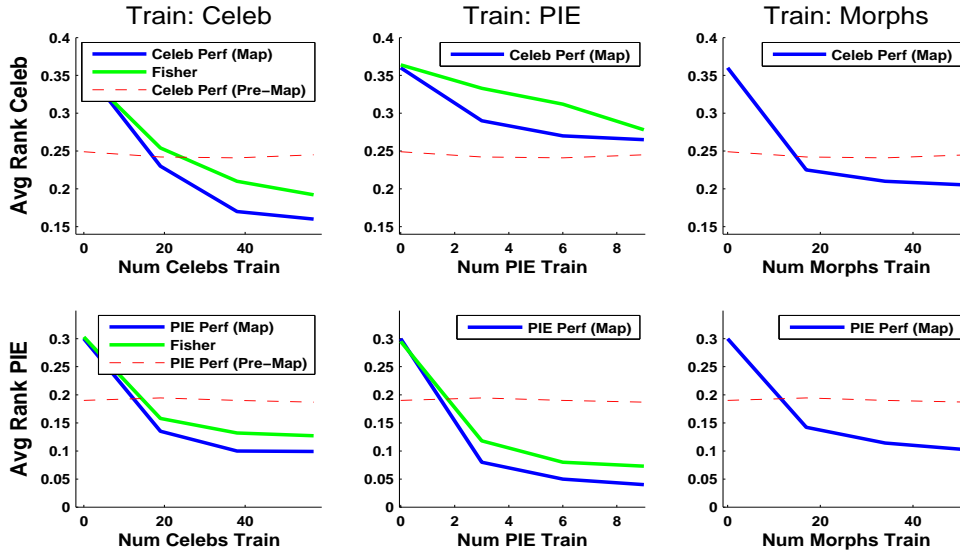 Train: Celeb
Train: PIE
Train: Morphs
Avg Rank Celeb
0.4
0.35
0.3
0.25
0.2
0.15
Celeb Perf (Map)
Fisher
Celeb Perf (Pre−Map)
0
20
40
Num Celebs Train
0.4
0.35
0.3
0.25
0.2
0.15
Celeb Perf (Map)
0
2
4
6
8
Num PIE Train
0.4
0.35
0.3
0.25
0.2
0.15
Celeb Perf (Map)
0
20
40
Num Morphs Train
Avg Rank PIE
0.3
0.25
0.2
0.15
0.1
0.05
0
PIE Perf (Map)
Fisher
PIE Perf (Pre−Map)
0
20
40
Num Celebs Train
0.3
0.25
0.2
0.15
0.1
0.05
0
PIE Perf (Map)
0
2
4
6
8
Num PIE Train
0.3
0.25
0.2
0.15
0.1
0.05
0
PIE Perf (Map)
0
20
40
Num Morphs Train